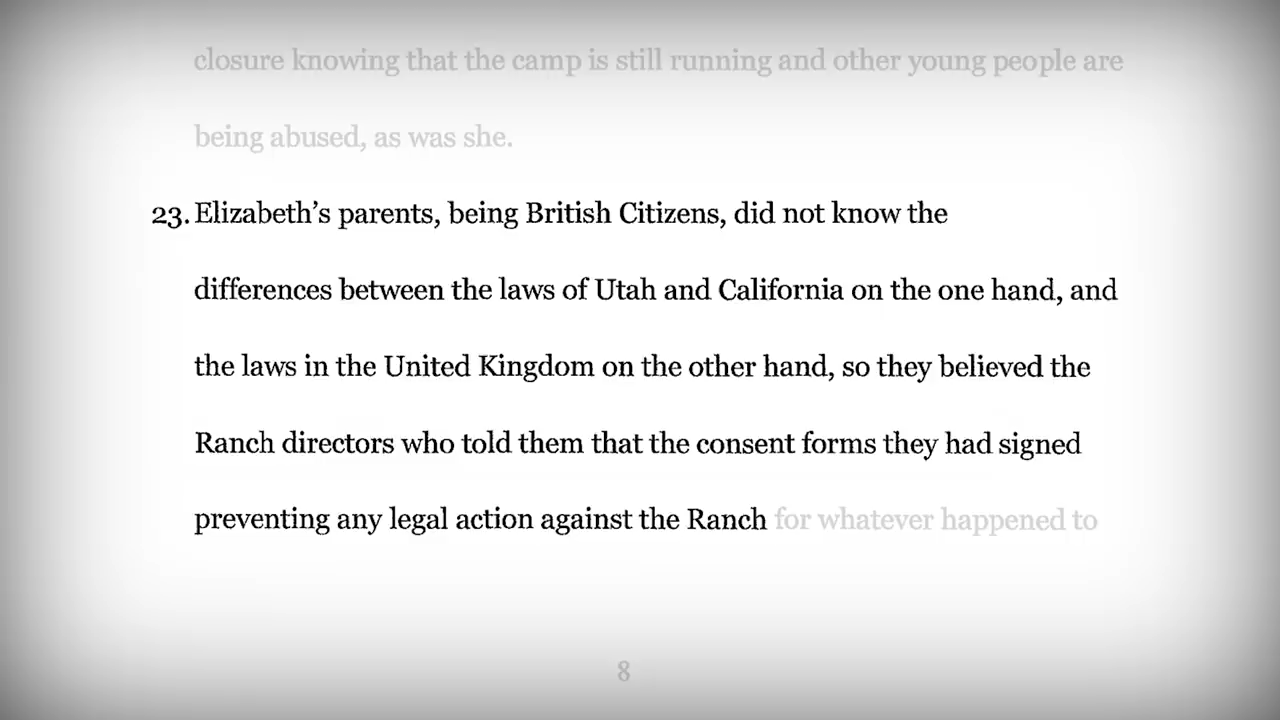 closure knowing that the camp is still running and other young people are
being abused, as was she.
23. Elizabeth’s parents, being British Citizens, did not know the
differences between the laws of Utah and California on the one hand, and
the laws in the United Kingdom on the other hand, so they believed the
Ranch directors who told them that the consent forms they had signed
preventing any legal action against the Ranch for whatever happened to
8